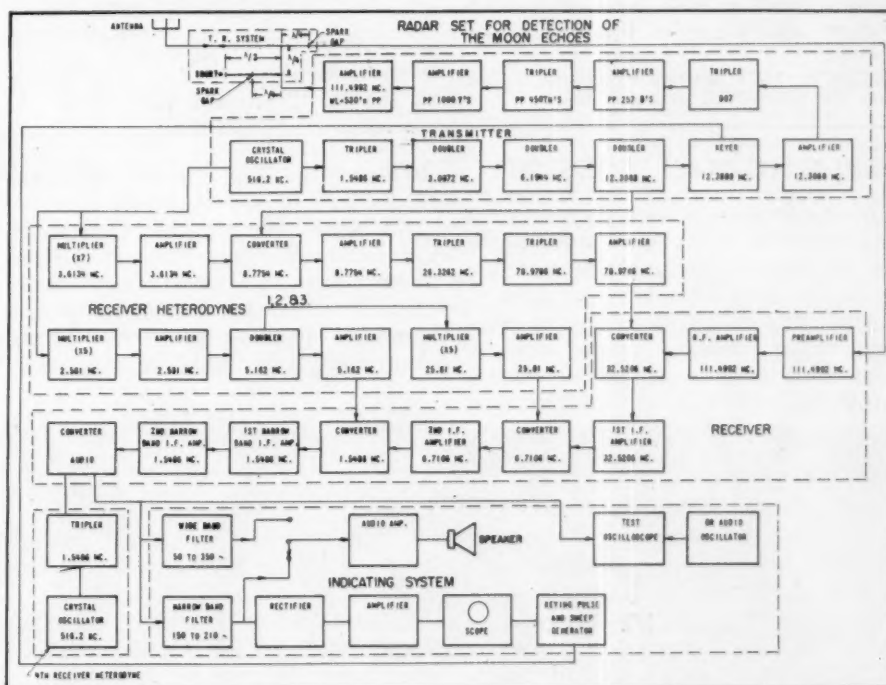 ANTENNA
RADAR SET FOR DETECTION OF
THE MOON ECHOES
T. R. SYSTEM
SPARK
GAP
SHORT
SPARK
GAP
AMPLIFIER
111.4992 MC.
PP
AMPLIFIER
PP 1000T'S
TRIPLER
PP 450TH'S
AMPLIFIER
PP 257 B'S
TRIPLER
807
TRANSMITTER
CRYSTAL
OSCILLATOR
516.2 KC.
TRIPLER
1.5486 MC.
DOUBLER
3.0972 MC.
DOUBLER
6.1944 MC.
DOUBLER
12.3888 MC.
KEYER
12.3888 MC.
AMPLIFIER
12.3888 MC.
MULTIPLIER
(X7)
3.6134 MC.
AMPLIFIER
3.6134 MC.
CONVERTER
8.7754 MC.
AMPLIFIER
8.7754 MC.
TRIPLER
26.3262 MC.
TRIPLER
78.9786 MC.
AMPLIFIER
78.9786 MC.
RECEIVER HETERODYNES
1,2,&3.
MULTIPLIER
(X5)
2.581 MC.
AMPLIFIER
2.581 MC.
DOUBLER
5.162 MC.
AMPLIFIER
5.162 MC.
MULTIPLIER
(X5)
25.81 MC.
AMPLIFIER
25.81 MC.
CONVERTER
32.5206 MC.
R.F. AMPLIFIER
111.4992 MC.
PREAMPLIFIER
111.4992 MC.
CONVERTER
AUDIO
2ND NARROW
BAND I.F. AMP.
1.5486 MC.
1ST NARROW
BAND I.F. AMP.
1.5486 MC.
CONVERTER
1.5486 MC.
2ND I.F.
AMPLIFIER
6.7106 MC.
CONVERTER
6.7106 MC.
1ST I.F.
AMPLIFIER
32.5206 MC.
RECEIVER
TRIPLER
1.5486 MC.
WIDE BAND
FILTER
50 TO 350 ~
AUDIO AMP.
SPEAKER
TEST
OSCILLOSCOPE
OR AUDIO
OSCILLATOR
INDICATING SYSTEM
CRYSTAL
OSCILLATOR
516.2 KC.
NARROW BAND
FILTER
150 TO 210 ~
RECTIFIER
AMPLIFIER
SCOPE
KEYING PULSE
AND SWEEP
GENERATOR
4TH RECEIVER HETERODYNE